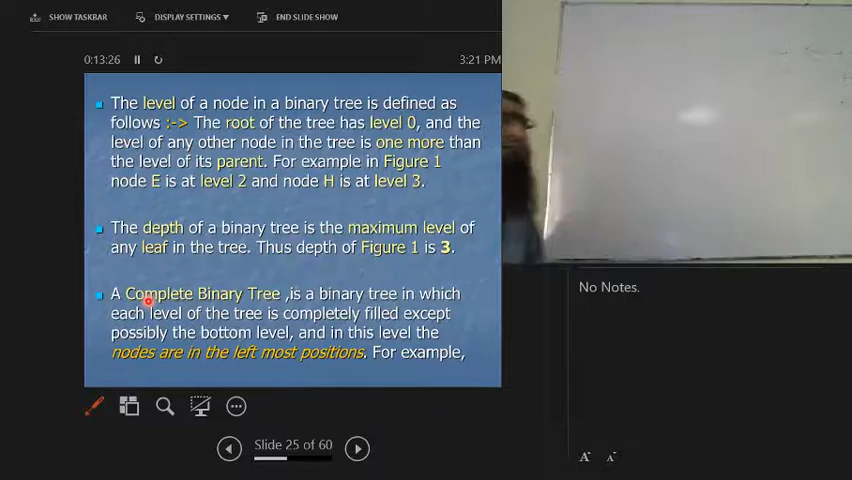 SHOW TASKBAR
DISPLAY SETTINGS ▼
END SLIDE SHOW
0:13:26
3:21 PM
The level of a node in a binary tree is defined as
follows :-> The root of the tree has level 0, and the
level of any other node in the tree is one more than
the level of its parent. For example in Figure 1
node E is at level 2 and node H is at level 3.
The depth of a binary tree is the maximum level of
any leaf in the tree. Thus depth of Figure 1 is 3.
A Complete Binary Tree ,is a binary tree in which
each level of the tree is completely filled except
possibly the bottom level, and in this level the
nodes are in the left most positions. For example,
No Notes.
Slide 25 of 60
A A